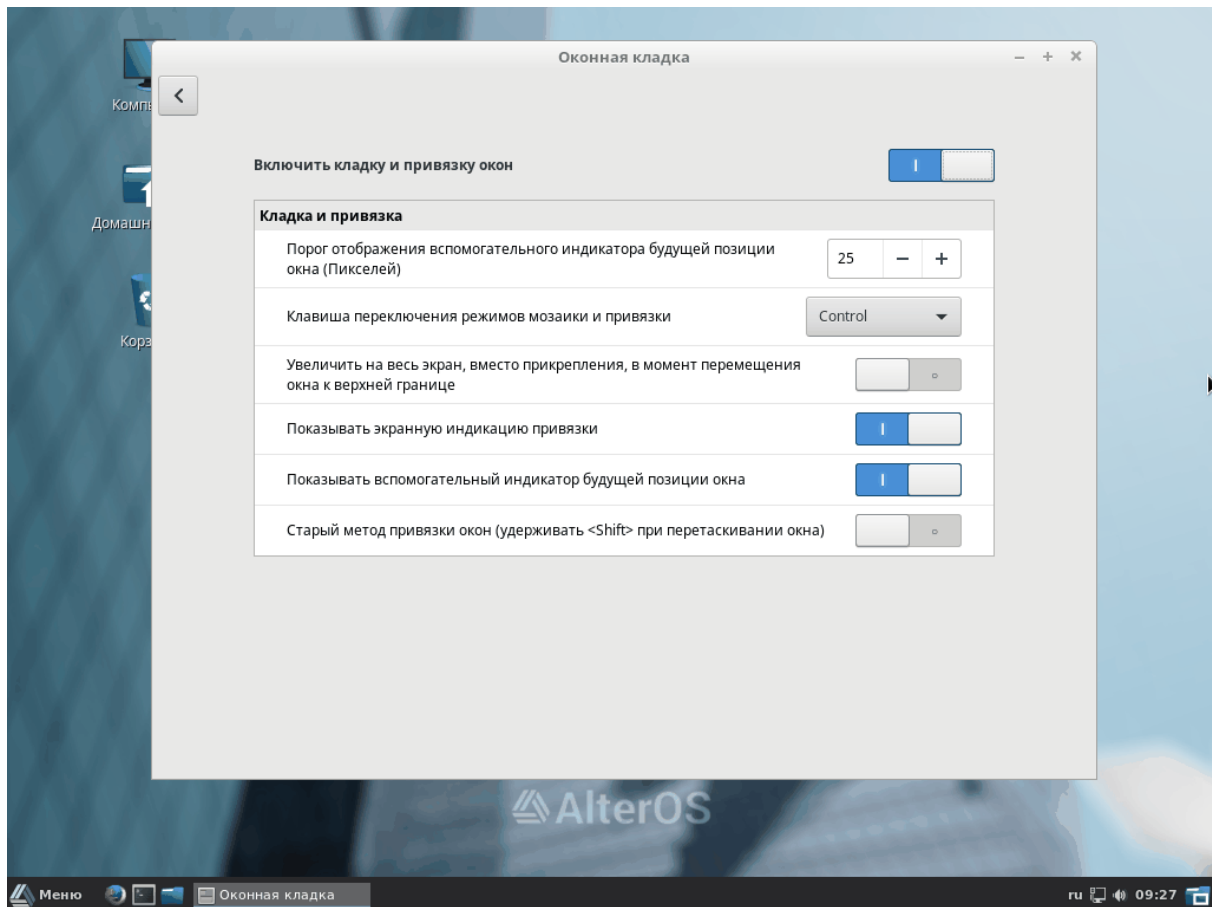 Оконная кладка
Включить кладку и привязку окон
Кладка и привязка
Порог отображения вспомогательного индикатора будущей позиции
окна (Пикселей)
25
Клавиша переключения режимов мозаики и привязки
Control
Увеличить на весь экран, вместо прикрепления, в момент перемещения
окна к верхней границе
Показывать экранную индикацию привязки
Показывать вспомогательный индикатор будущей позиции окна
Старый метод привязки окон (удерживать <Shift> при перетаскивании окна)
AlterOS
Меню
Оконная кладка
ru
09:27